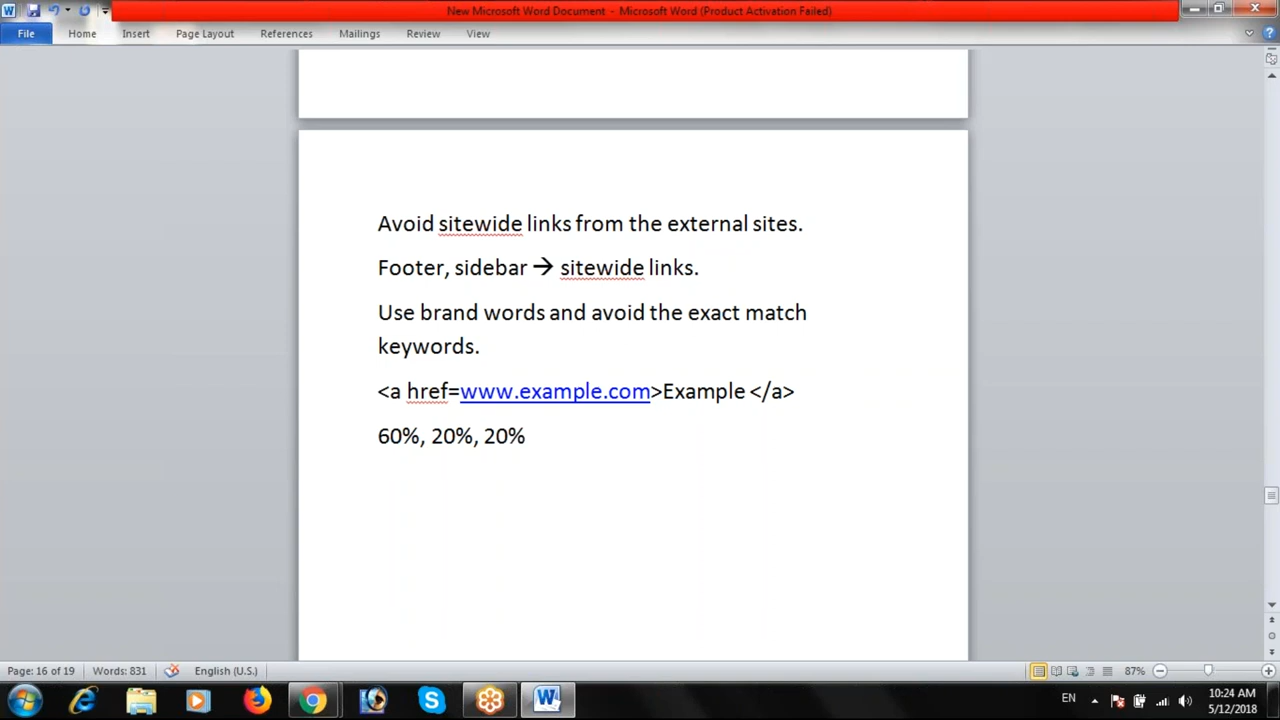 New Microsoft Word Document - Microsoft Word (Product Activation Failed)
File Home Insert Page Layout References Mailings Review View
Avoid sitewide links from the external sites.
Footer, sidebar → sitewide links.
Use brand words and avoid the exact match
keywords.
<a href=www.example.com>Example </a>
60%, 20%, 20%
Page: 16 of 19 Words: 831 English (U.S.) 87%
EN 10:24 AM
5/12/2018